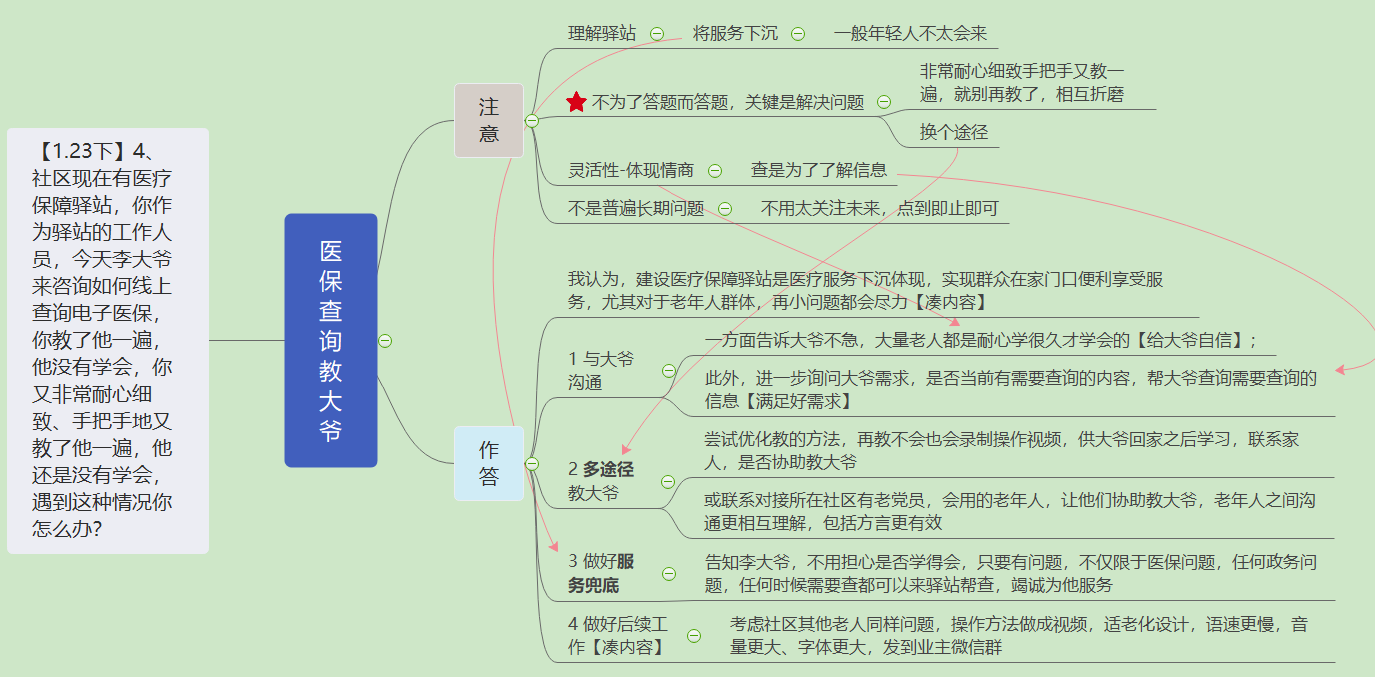 【1.23下】4、
社区现在有医疗
保障驿站，你作
为驿站的工作人
员，今天李大爷
来咨询如何线上
查询电子医保，
你教了他一遍，
他没有学会，你
又非常耐心细
致、手把手地又
教了他一遍，他
还是没有学会，
遇到这种情况你
怎么办？
医
保
查
询
教
大
爷
注
意
理解驿站
将服务下沉
一般年轻人不太会来
不为了答题而答题，关键是解决问题
非常耐心细致手把手又教一
遍，就别再教了，相互折磨
换个途径
灵活性-体现情商
查是为了了解信息
不是普遍长期问题
不用太关注未来，点到即止即可
作
答
我认为，建设医疗保障驿站是医疗服务下沉体现，实现群众在家门口便利享受服
务，尤其对于老年人群体，再小问题都会尽力【凑内容】
1 与大爷
沟通
一方面告诉大爷不急，大量老人都是耐心学很久才学会的【给大爷自信】；
此外，进一步询问大爷需求，是否当前有需要查询的内容，帮大爷查询需要查询的
信息【满足好需求】
2 多途径
教大爷
尝试优化教的方法，再教不会也会录制操作视频，供大爷回家之后学习，联系家
人，是否协助教大爷
或联系对接所在社区有老党员，会用的老年人，让他们协助教大爷，老年人之间沟
通更相互理解，包括方言更有效
3 做好服
务兜底
告知李大爷，不用担心是否学得会，只要有问题，不仅限于医保问题，任何政务问
题，任何时候需要查都可以来驿站帮查，竭诚为他服务
4 做好后续工
作【凑内容】
考虑社区其他老人同样问题，操作方法做成视频，适老化设计，语速更慢，音
量更大、字体更大，发到业主微信群